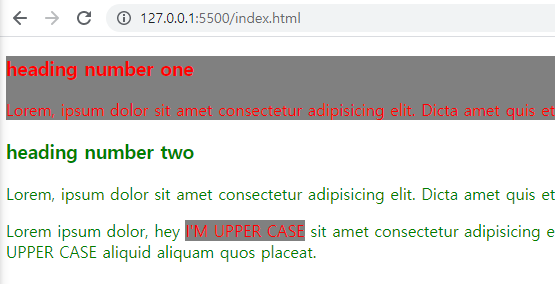 127.0.0.1:5500/index.html
heading number one
Lorem, ipsum dolor sit amet consectetur adipisicing elit. Dicta amet quis et
heading number two
Lorem, ipsum dolor sit amet consectetur adipisicing elit. Dicta amet quis et
Lorem ipsum dolor, hey I'M UPPER CASE sit amet consectetur adipisicing e
UPPER CASE aliquid aliquam quos placeat.